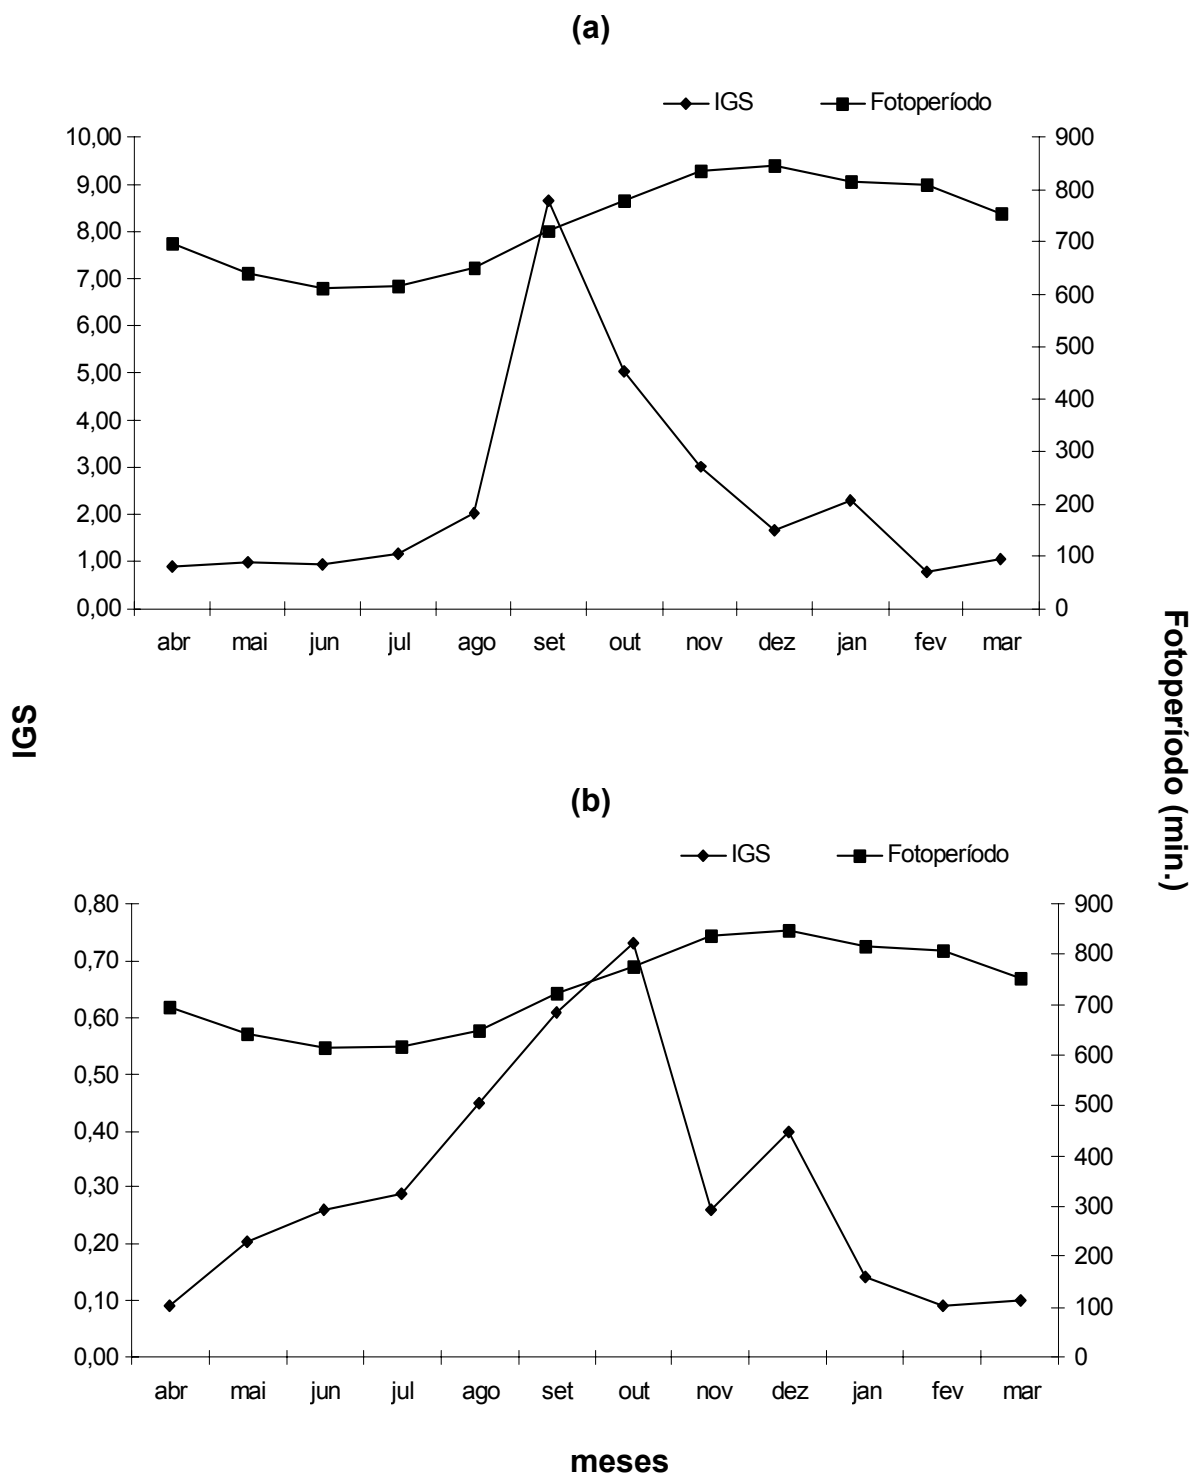 (a)
IGS Fotoperíodo
10,00 900
9,00 800
8,00 700
7,00 600
6,00 500
5,00 400
4,00 300
3,00 200
2,00 100
1,00 0
0,00
abr mai jun jul ago set out nov dez jan fev mar
IGS
Fotoperíodo (min.)
(b)
IGS Fotoperíodo
0,80 900
0,70 800
0,60 700
0,50 600
0,40 500
0,30 400
0,20 300
0,10 200
0,00 100
0
abr mai jun jul ago set out nov dez jan fev mar
meses